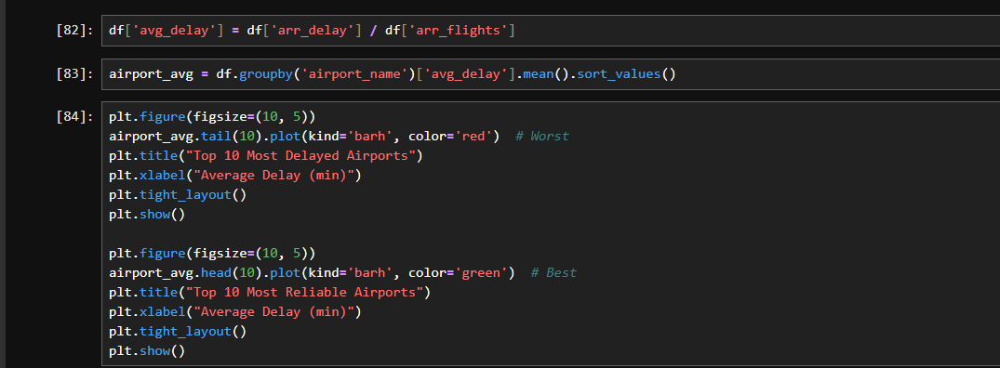 [82]: df['avg_delay'] = df['arr_delay'] / df['arr_flights']
[83]: airport_avg = df.groupby('airport_name')['avg_delay'].mean().sort_values()
[84]: plt.figure(figsize=(10, 5))
airport_avg.tail(10).plot(kind='barh', color='red')  # Worst
plt.title("Top 10 Most Delayed Airports")
plt.xlabel("Average Delay (min)")
plt.tight_layout()
plt.show()

plt.figure(figsize=(10, 5))
airport_avg.head(10).plot(kind='barh', color='green')  # Best
plt.title("Top 10 Most Reliable Airports")
plt.xlabel("Average Delay (min)")
plt.tight_layout()
plt.show()